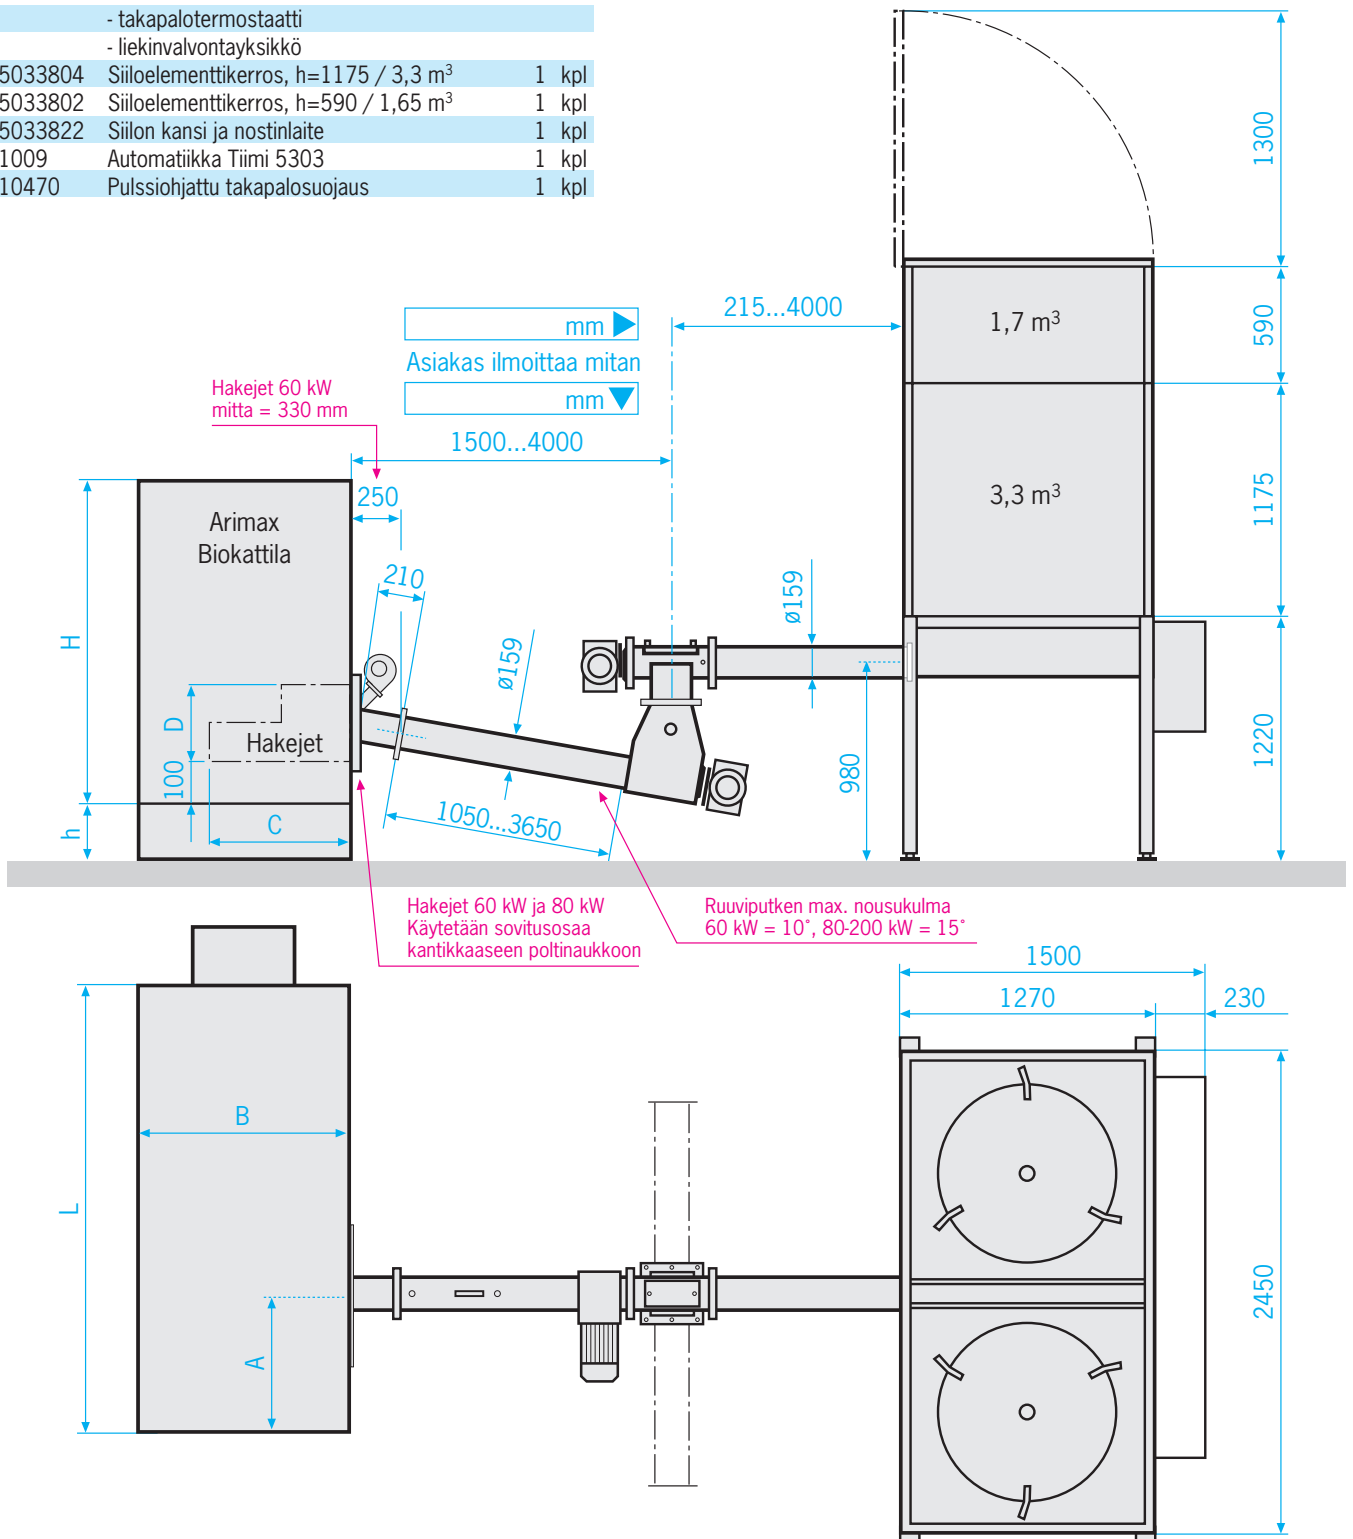 - takapalotermostaatti
- liekinvalvontayksikkö
5033804 Siiloelementtikerros, h=1175 / 3,3 m³ 1 kpl
5033802 Siiloelementtikerros, h=590 / 1,65 m³ 1 kpl
5033822 Siilon kansi ja nostinlaite 1 kpl
1009 Automatiikka Tiimi 5303 1 kpl
10470 Pulssiohjattu takapalosuojaus 1 kpl
1300
215...4000
mm
1,7 m³
590
Asiakas ilmoittaa mitan
Hakejet 60 kW
mitta = 330 mm
mm
1500...4000
250
3,3 m³
1175
Arimax
Biokattila
210
ø159
ø159
H
D
Hakejet
100
980
1220
C
h
1050...3650
Hakejet 60 kW ja 80 kW
Käytetään sovitusosaa
kantikkaaseen poltinaukkoon
Ruuviputken max. nousukulma
60 kW = 10°, 80-200 kW = 15°
1500
1270
230
B
L
A
2450